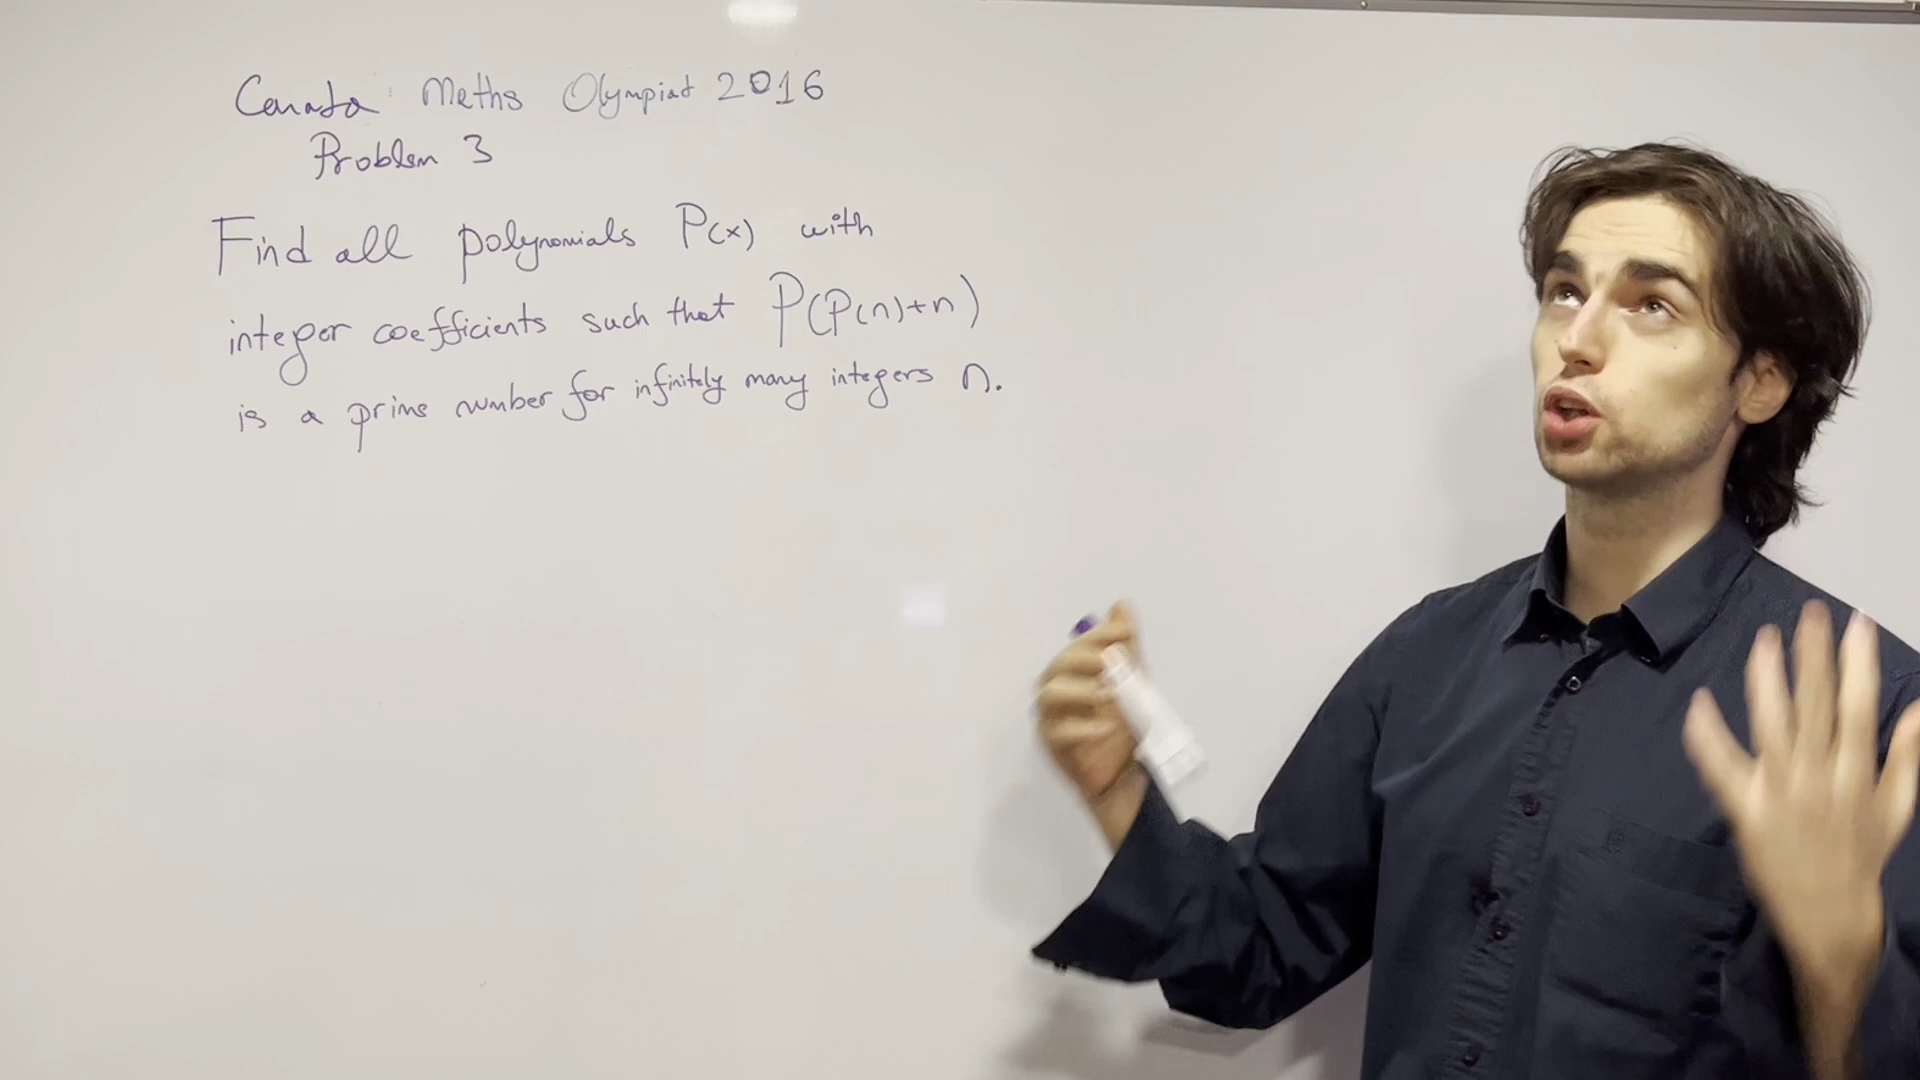 Canada Maths Olympiad 2016
Problem 3
Find all polynomials P(x) with
integer coefficients such that P(P(n)+n)
is a prime number for infinitely many integers n.